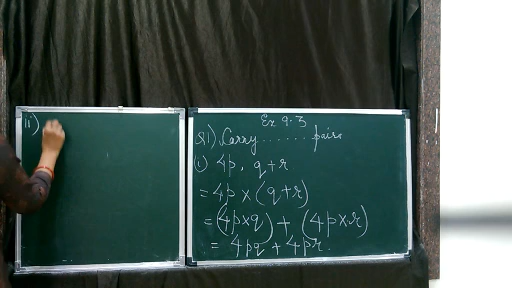 ii)
Ex 9.3
Q1) Carry ...... pairs
(i) 4p, q+r
= 4p × (q+r)
= (4p×q) + (4p×r)
= 4pq + 4pr.